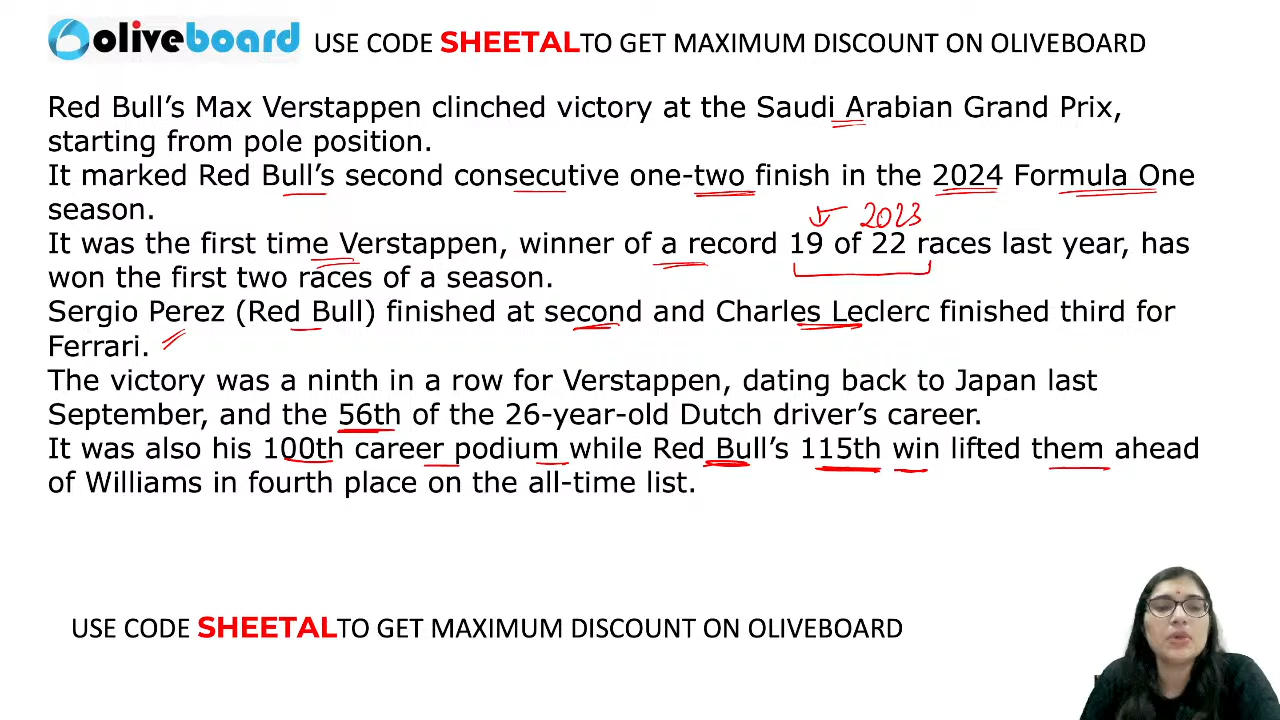 oliveboard USE CODE SHEETAL TO GET MAXIMUM DISCOUNT ON OLIVEBOARD
Red Bull’s Max Verstappen clinched victory at the Saudi Arabian Grand Prix,
starting from pole position.
It marked Red Bull’s second consecutive one-two finish in the 2024 Formula One
season.
2023
It was the first time Verstappen, winner of a record 19 of 22 races last year, has
won the first two races of a season.
Sergio Perez (Red Bull) finished at second and Charles Leclerc finished third for
Ferrari.
The victory was a ninth in a row for Verstappen, dating back to Japan last
September, and the 56th of the 26-year-old Dutch driver’s career.
It was also his 100th career podium while Red Bull’s 115th win lifted them ahead
of Williams in fourth place on the all-time list.
USE CODE SHEETAL TO GET MAXIMUM DISCOUNT ON OLIVEBOARD